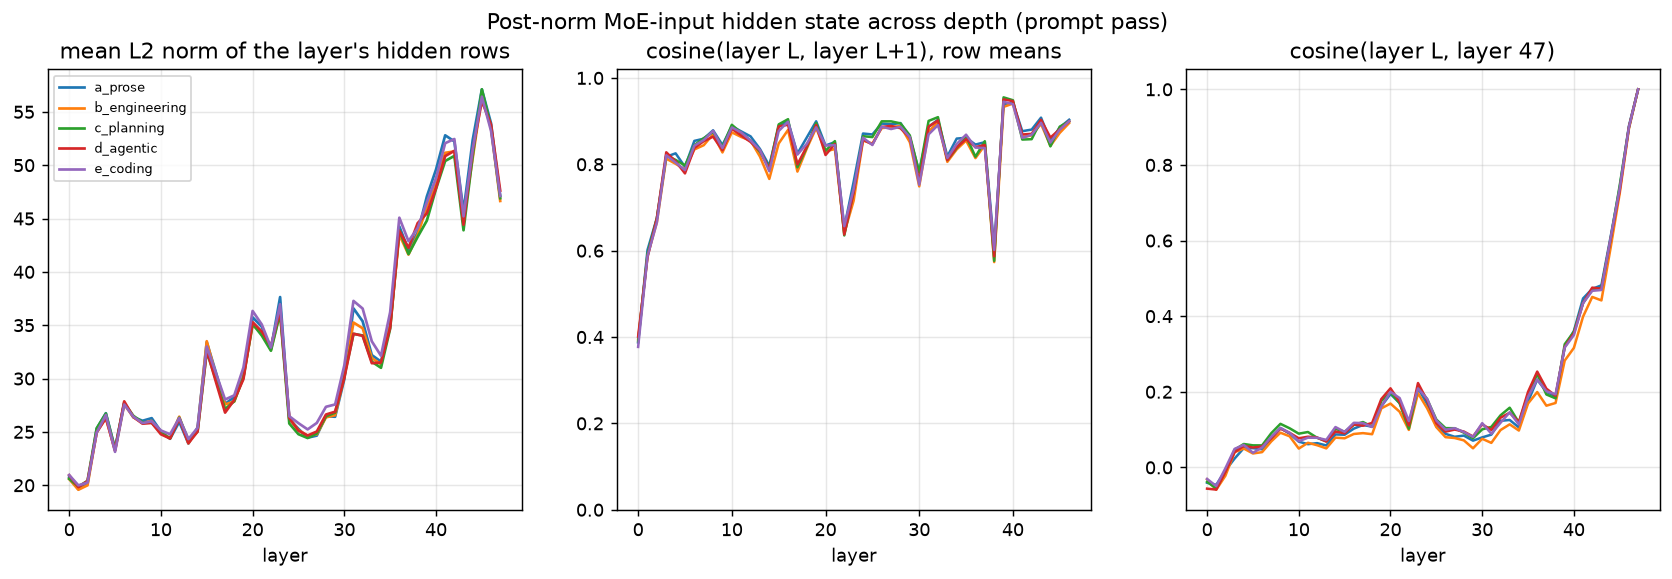 Post-norm MoE-input hidden state across depth (prompt pass)
mean L2 norm of the layer's hidden rows
55
50
45
40
35
30
25
20
0 10 20 30 40
layer
a_prose
b_engineering
c_planning
d_agentic
e_coding
cosine(layer L, layer L+1), row means
1.0
0.8
0.6
0.4
0.2
0.0
0 10 20 30 40
layer
cosine(layer L, layer 47)
1.0
0.8
0.6
0.4
0.2
0.0
0 10 20 30 40
layer